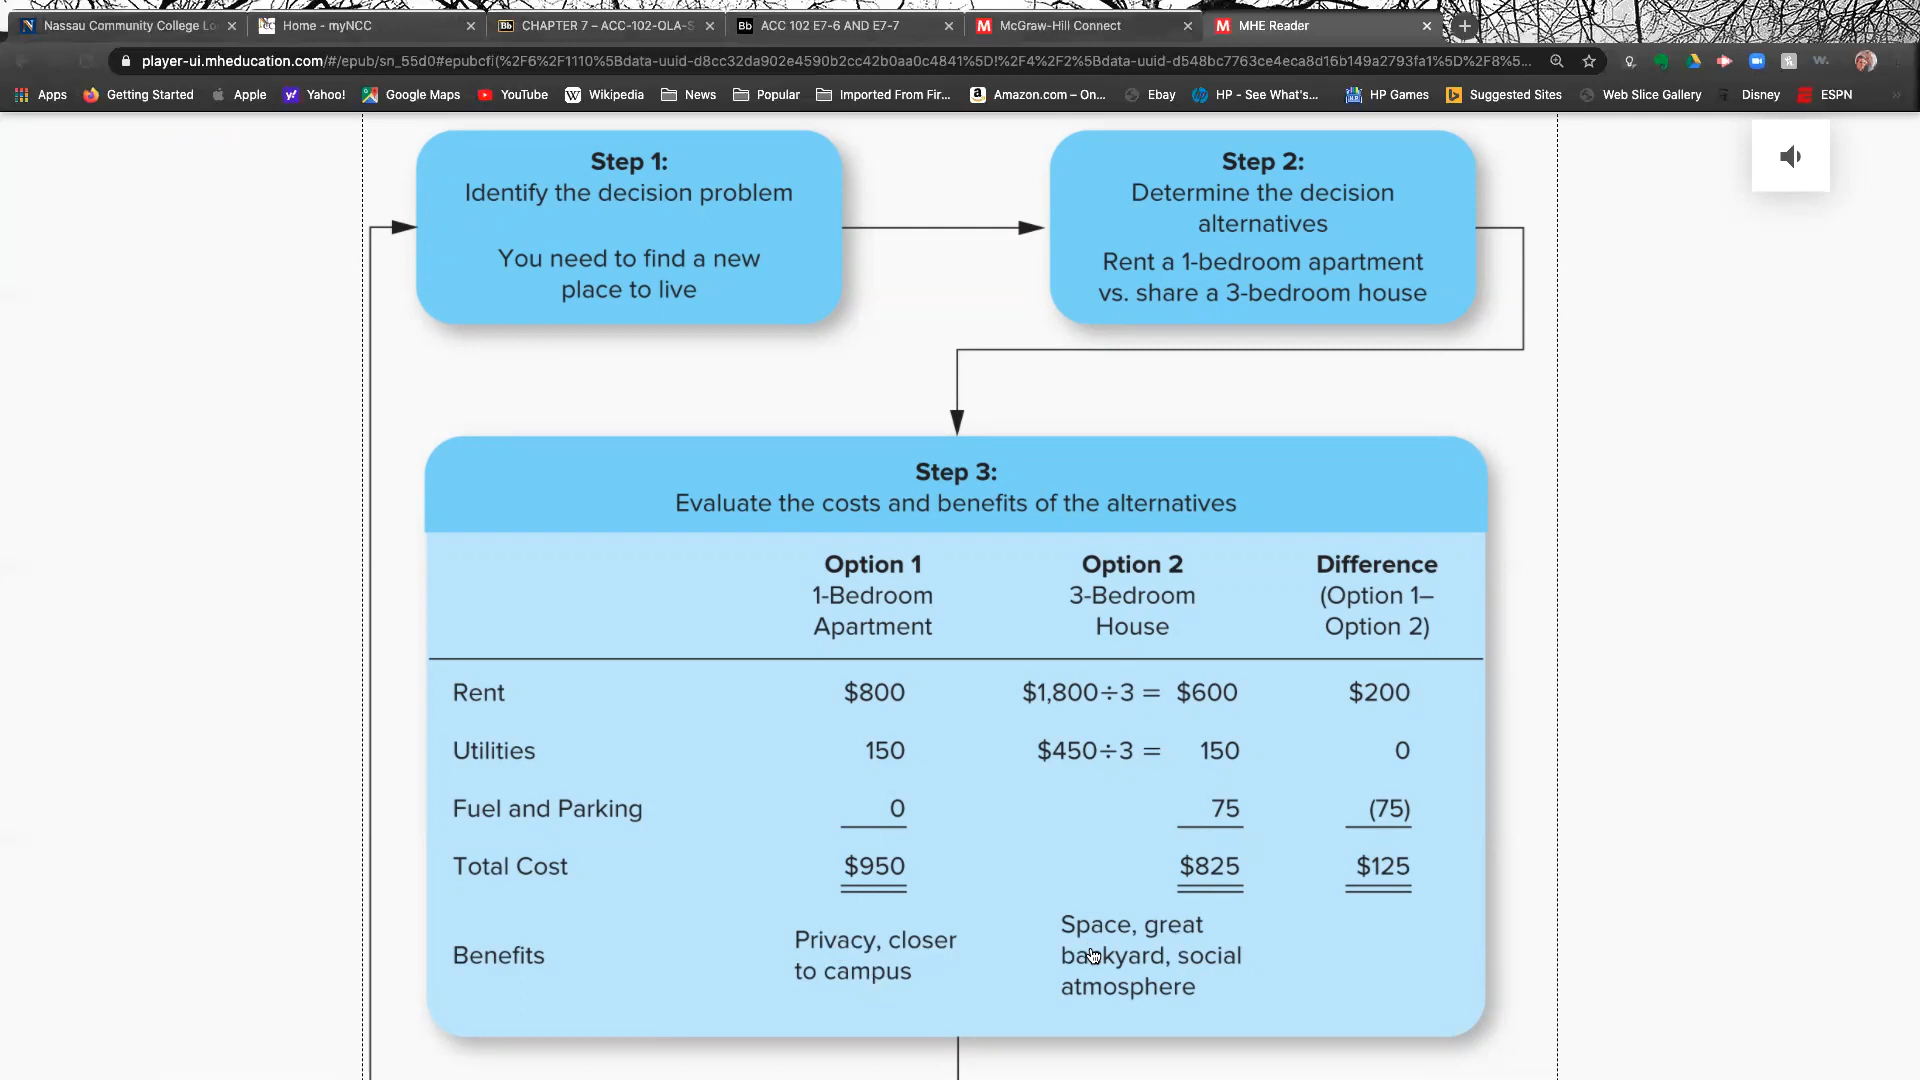 Nassau Community College Lo
Home - myNCC
CHAPTER 7 – ACC-102-OLA-S
ACC 102 E7-6 AND E7-7
McGraw-Hill Connect
MHE Reader
player-ui.mheducation.com/#/epub/sn_55d0#epubcfi(%2F6%2F1110%5Bdata-uuid-d8cc32da902e4590b2cc42b0aa0c4841%5D!%2F4%2F2%2F2%5Bdata-uuid-d548bc7763ce4eca8d16b149a2793fa1%5D%2F8%5...
Apps
Getting Started
Apple
Yahoo!
Google Maps
YouTube
Wikipedia
News
Popular
Imported From Fir...
Amazon.com – On...
Ebay
HP - See What's...
HP Games
Suggested Sites
Web Slice Gallery
Disney
ESPN
Step 1:
Identify the decision problem
You need to find a new
place to live
Step 2:
Determine the decision
alternatives
Rent a 1-bedroom apartment
vs. share a 3-bedroom house
Step 3:
Evaluate the costs and benefits of the alternatives
Option 1
1-Bedroom
Apartment
Option 2
3-Bedroom
House
Difference
(Option 1–
Option 2)
Rent $800 $1,800÷3 = $600 $200
Utilities 150 $450÷3 = 150 0
Fuel and Parking 0 75 (75)
Total Cost $950 $825 $125
Benefits
Privacy, closer
to campus
Space, great
backyard, social
atmosphere